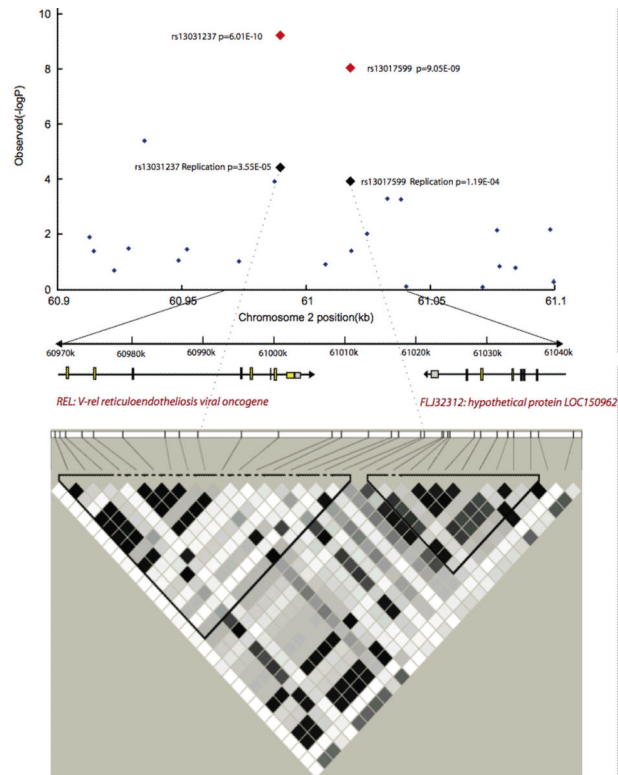 10
rs13031237 p=6.01E-10
8
rs13017599 p=9.05E-09
Observed(-logP)
6
rs13031237 Replication p=3.55E-05
4
rs13017599 Replication p=1.19E-04
2
0
60.9 60.95 61 61.05 61.1
Chromosome 2 position(kb)
60970k 60980k 60990k 61000k 61010k 61020k 61030k 61040k
REL: V-rel reticuloendotheliosis viral oncogene
FLJ32312: hypothetical protein LOC150962